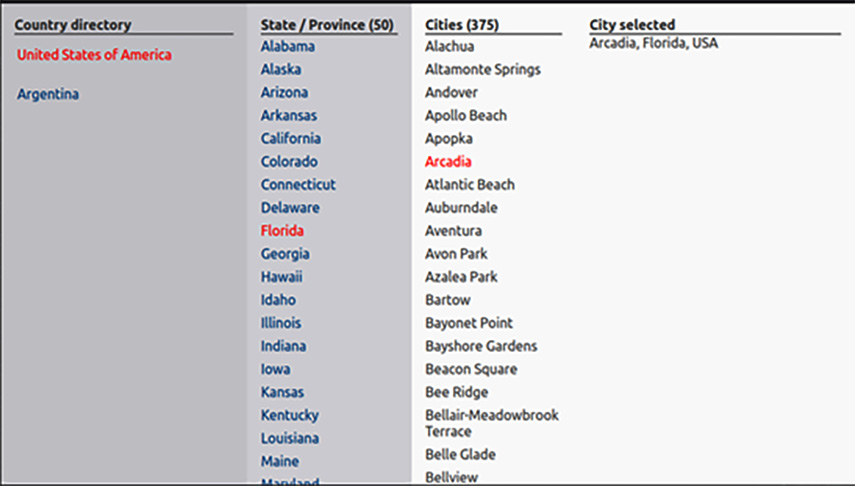 Country directory
United States of America
Argentina
State / Province (50)
Alabama
Alaska
Arizona
Arkansas
California
Colorado
Connecticut
Delaware
Florida
Georgia
Hawaii
Idaho
Illinois
Indiana
Iowa
Kansas
Kentucky
Louisiana
Maine
Maryland
Cities (375)
Alachua
Altamonte Springs
Andover
Apollo Beach
Apopka
Arcadia
Atlantic Beach
Auburndale
Aventura
Avon Park
Azalea Park
Bartow
Bayonet Point
Bayshore Gardens
Beacon Square
Bee Ridge
Bellair-Meadowbrook
Terrace
Belle Glade
Bellview
City selected
Arcadia, Florida, USA